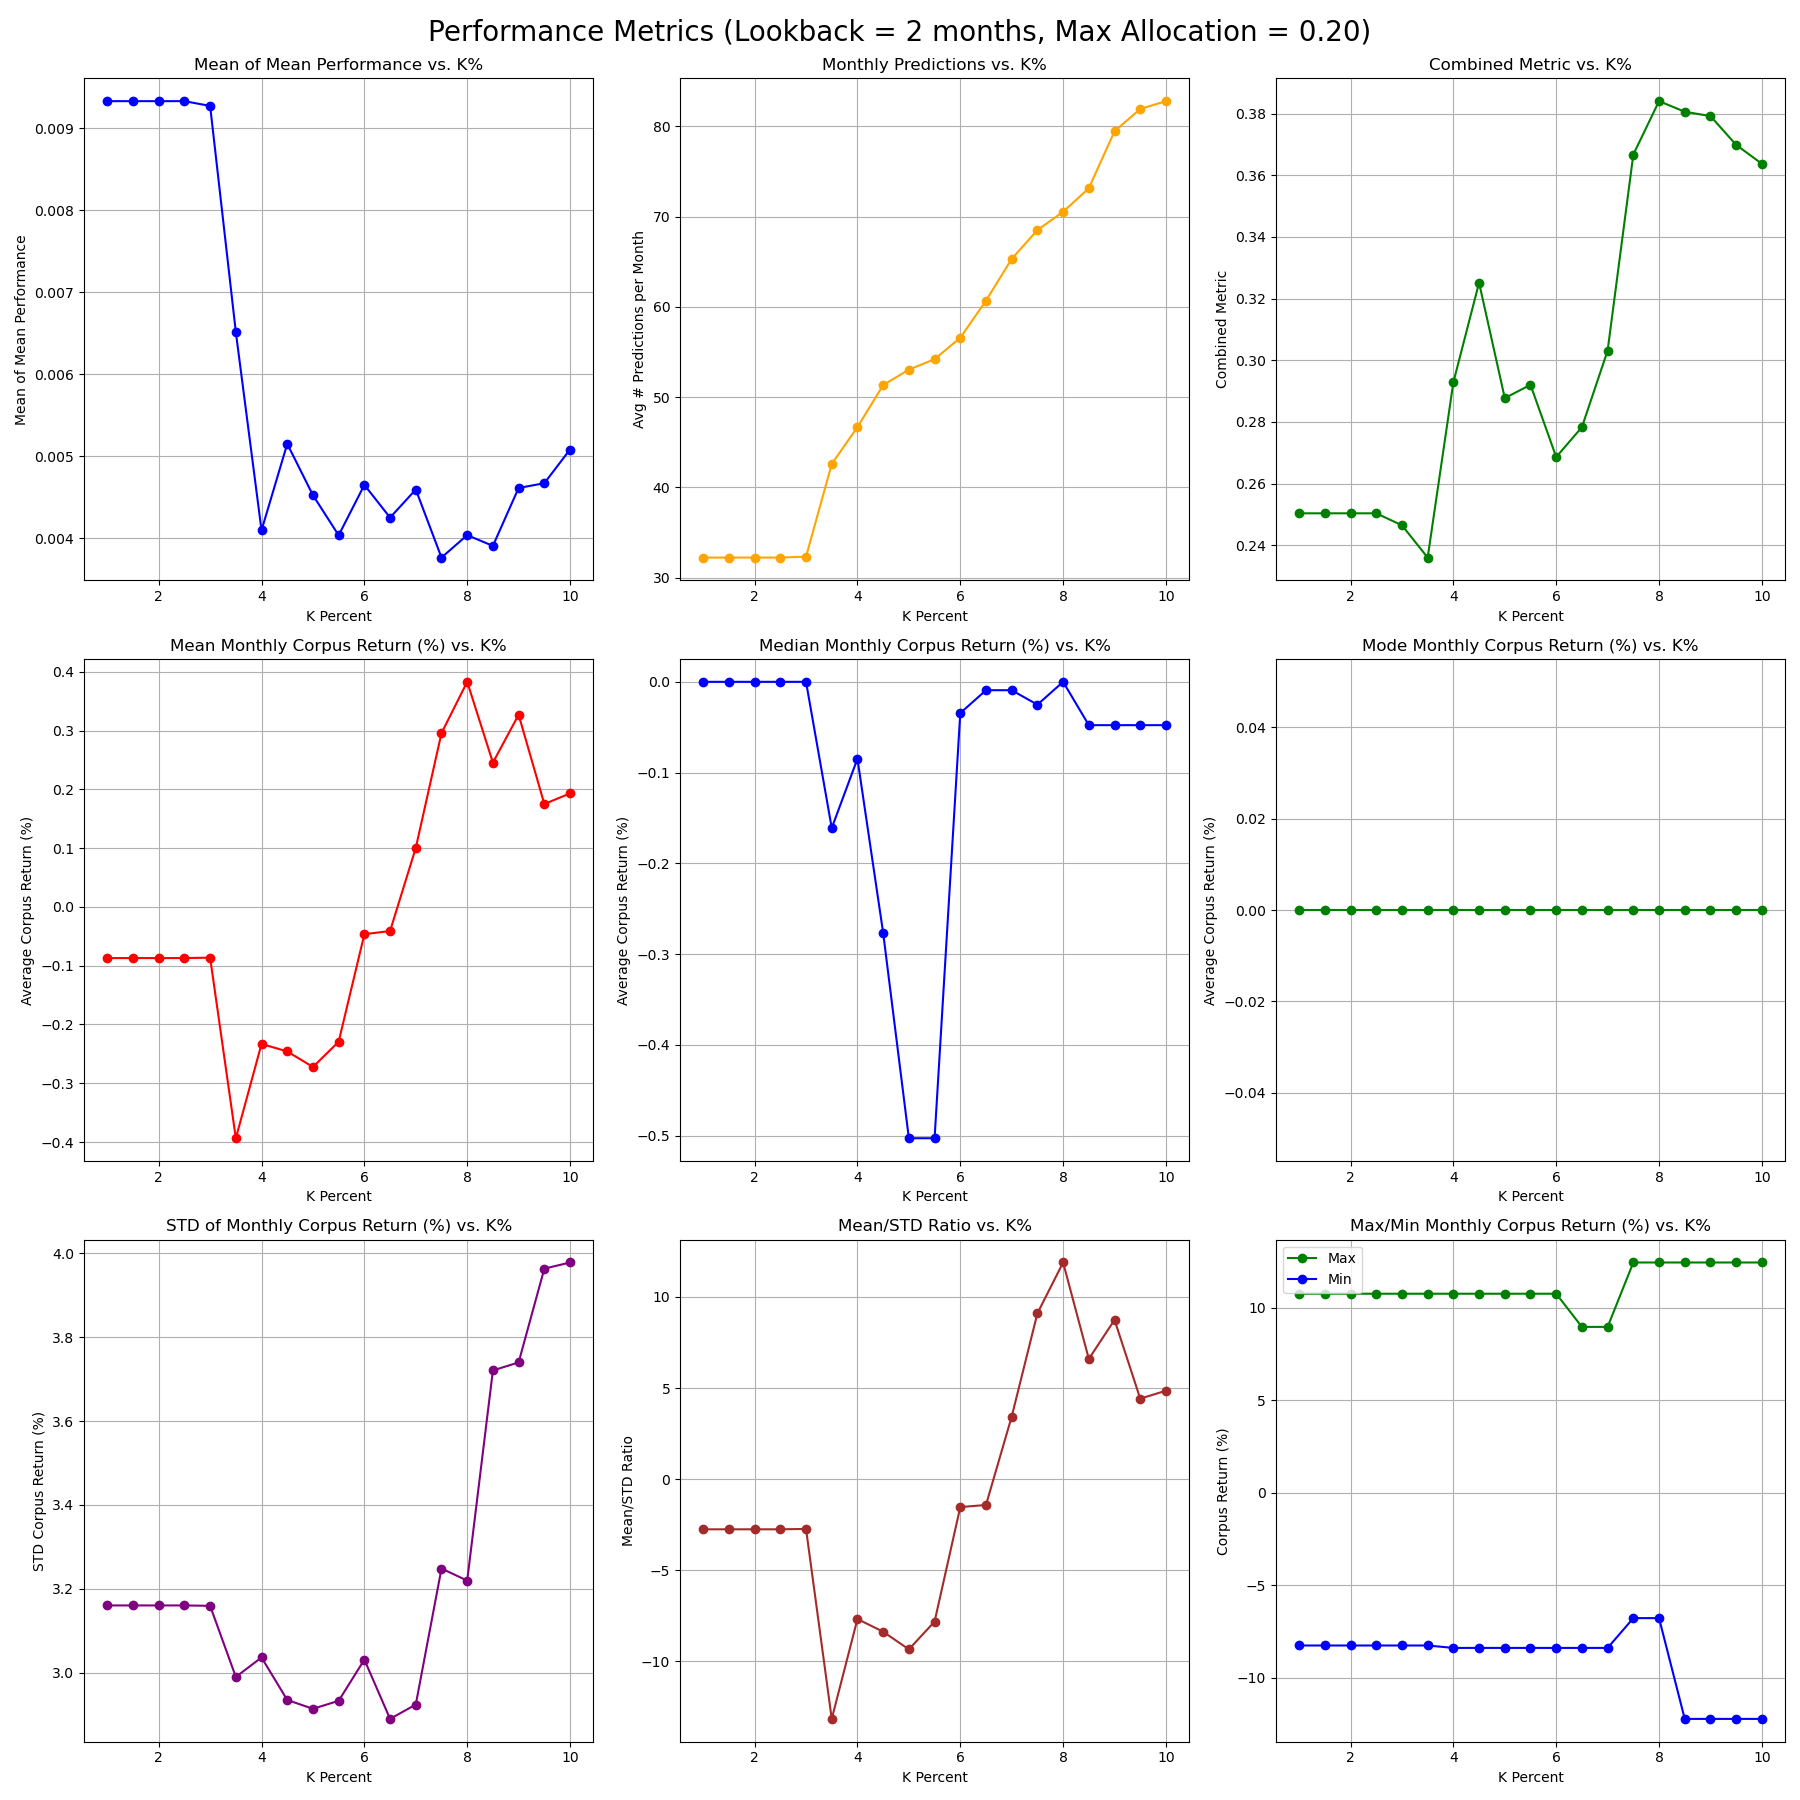 Performance Metrics (Lookback = 2 months, Max Allocation = 0.20)
Mean of Mean Performance vs. K%
Mean of Mean Performance
0.009
0.008
0.007
0.006
0.005
0.004
2 4 6 8 10
K Percent
Monthly Predictions vs. K%
Avg # Predictions per Month
80
70
60
50
40
30
2 4 6 8 10
K Percent
Combined Metric vs. K%
Combined Metric
0.38
0.36
0.34
0.32
0.30
0.28
0.26
0.24
2 4 6 8 10
K Percent
Mean Monthly Corpus Return (%) vs. K%
Average Corpus Return (%)
0.4
0.3
0.2
0.1
0.0
−0.1
−0.2
−0.3
−0.4
2 4 6 8 10
K Percent
Median Monthly Corpus Return (%) vs. K%
Average Corpus Return (%)
0.0
−0.1
−0.2
−0.3
−0.4
−0.5
2 4 6 8 10
K Percent
Mode Monthly Corpus Return (%) vs. K%
Average Corpus Return (%)
0.04
0.02
0.00
−0.02
−0.04
2 4 6 8 10
K Percent
STD of Monthly Corpus Return (%) vs. K%
STD Corpus Return (%)
4.0
3.8
3.6
3.4
3.2
3.0
2 4 6 8 10
K Percent
Mean/STD Ratio vs. K%
Mean/STD Ratio
10
5
0
−5
−10
2 4 6 8 10
K Percent
Max/Min Monthly Corpus Return (%) vs. K%
Max
Min
Corpus Return (%)
10
5
0
−5
−10
2 4 6 8 10
K Percent